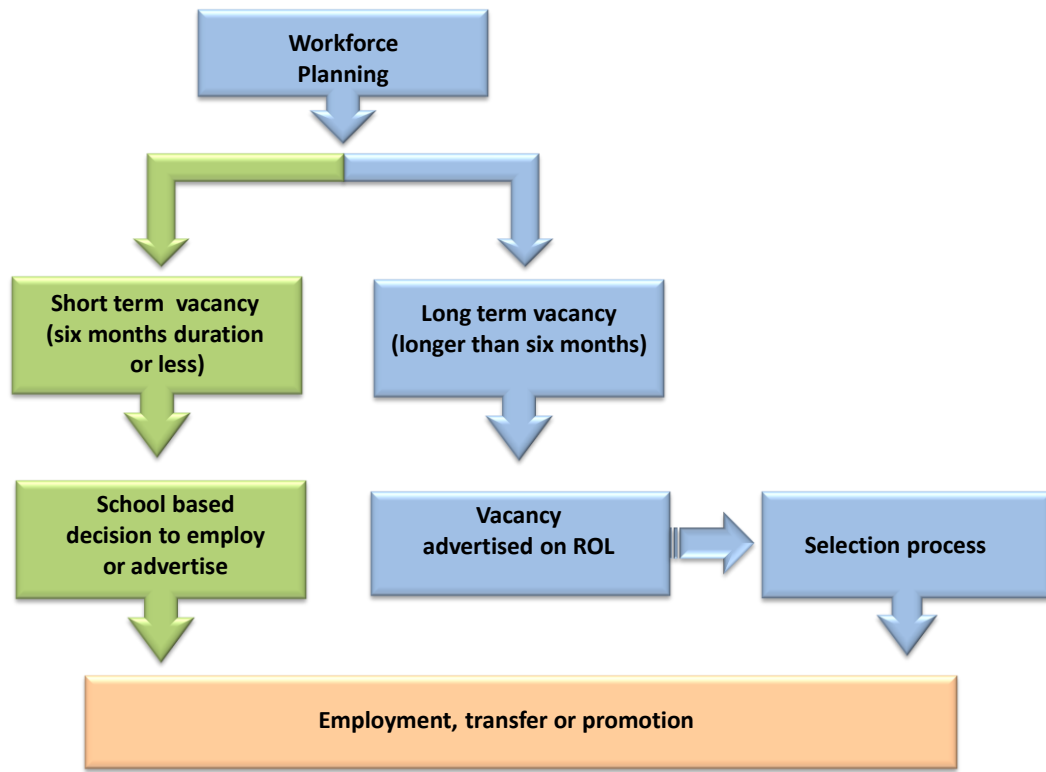 Workforce
Planning
Short term vacancy
(six months duration
or less)
Long term vacancy
(longer than six months)
School based
decision to employ
or advertise
Vacancy
advertised on ROL
Selection process
Employment, transfer or promotion